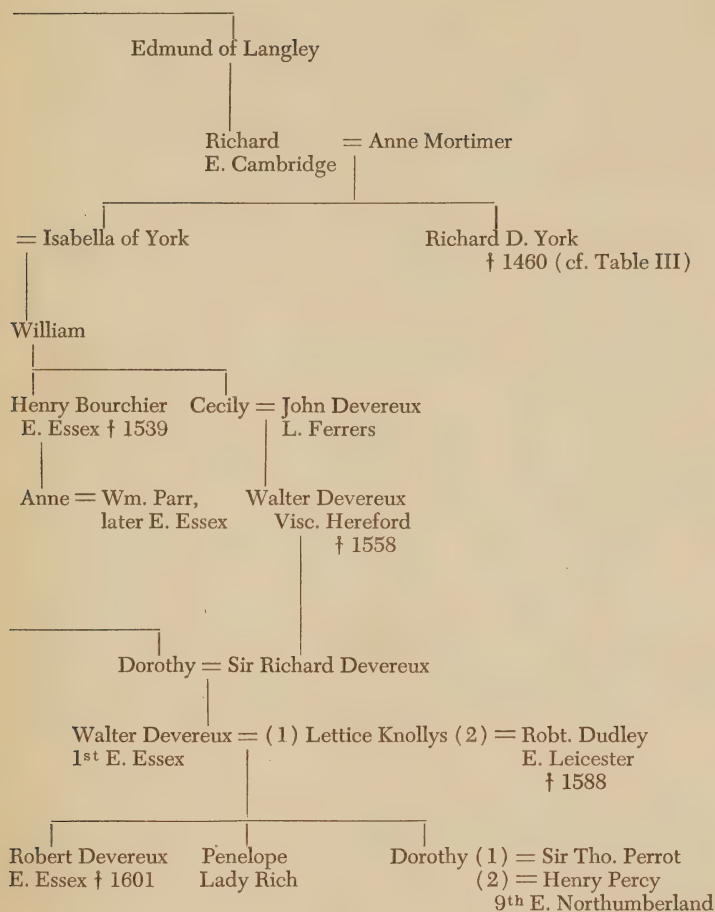 Edmund of Langley
Richard = Anne Mortimer
E. Cambridge
= Isabella of York Richard D. York
† 1460 (cf. Table III)
William
Henry Bourchier Cecily = John Devereux
E. Essex † 1539 L. Ferrers
Anne = Wm. Parr, Walter Devereux
later E. Essex Visc. Hereford
† 1558
Dorothy = Sir Richard Devereux
Walter Devereux = (1) Lettice Knollys (2) = Robt. Dudley
1st E. Essex E. Leicester
† 1588
Robert Devereux Penelope Dorothy (1) = Sir Tho. Perrot
E. Essex † 1601 Lady Rich (2) = Henry Percy
9th E. Northumberland